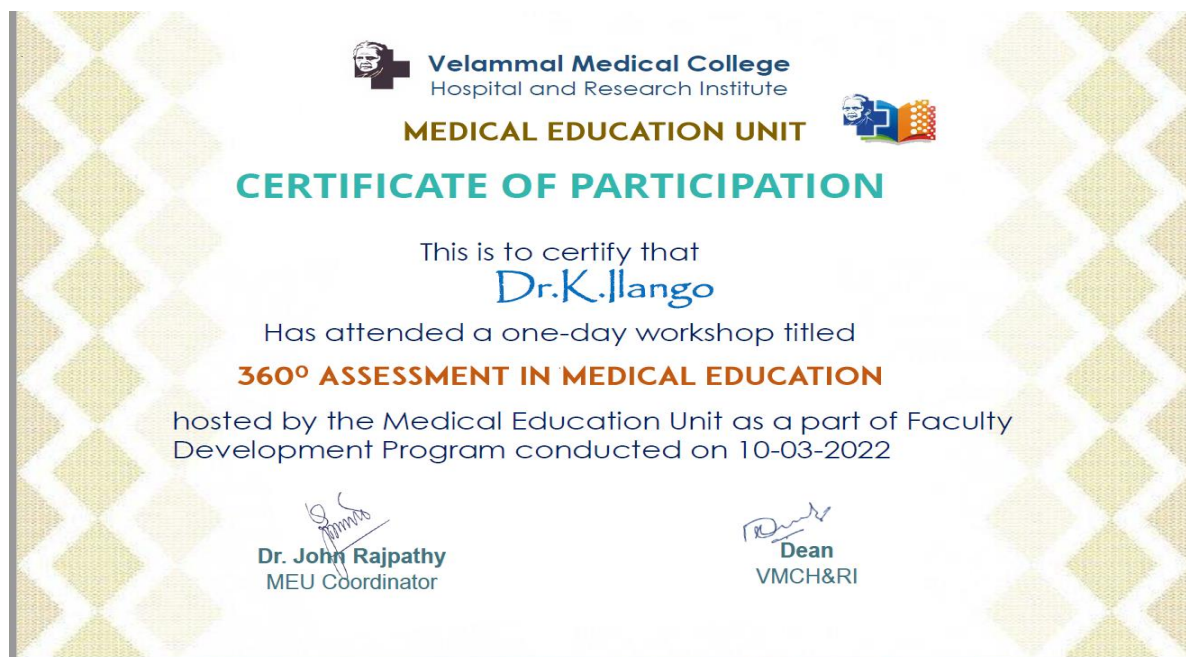 Velammal Medical College
Hospital and Research Institute
MEDICAL EDUCATION UNIT
CERTIFICATE OF PARTICIPATION
This is to certify that
Dr.K.Ilango
Has attended a one-day workshop titled
360º ASSESSMENT IN MEDICAL EDUCATION
hosted by the Medical Education Unit as a part of Faculty
Development Program conducted on 10-03-2022
Dr. John Rajpathy
MEU Coordinator
Dean
VMCH&RI